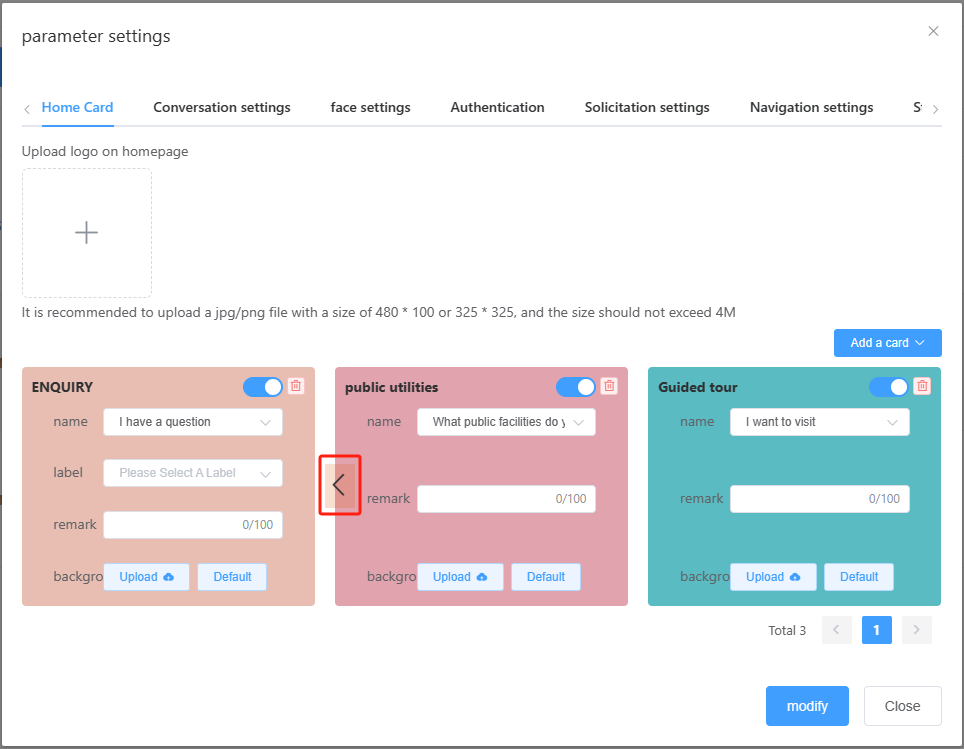 parameter settings
Home Card Conversation settings face settings Authentication Solicitation settings Navigation settings
Upload logo on homepage
It is recommended to upload a jpg/png file with a size of 480 * 100 or 325 * 325, and the size should not exceed 4M
Add a card
ENQUIRY
name I have a question
label Please Select A Label
remark 0/100
backgro Upload Default
public utilities
name What public facilities do y
remark 0/100
backgro Upload Default
Guided tour
name I want to visit
remark 0/100
backgro Upload Default
Total 3 1
modify Close